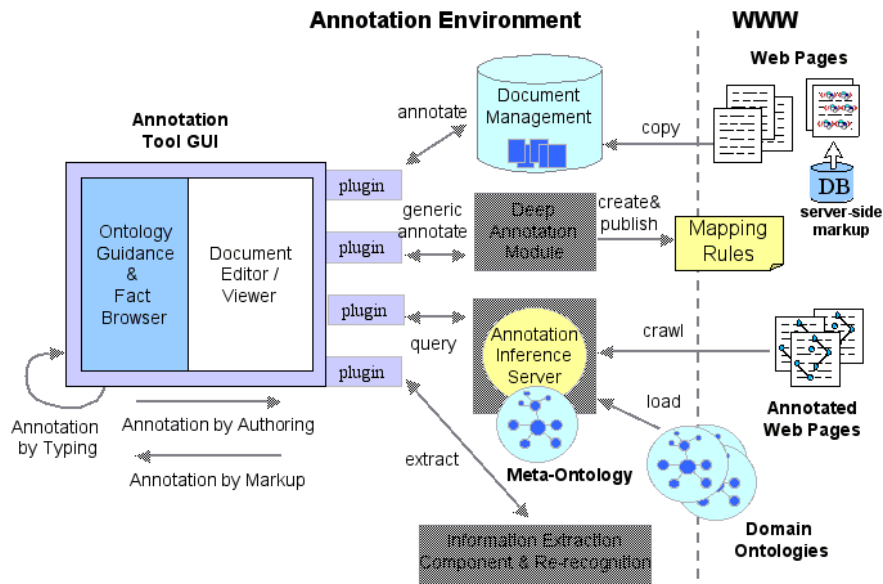 Annotation Environment
WWW
Web Pages
Annotation
Tool GUI
Document
Management
annotate
copy
plugin
DB
server-side
markup
generic
annotate
Deep
Annotation
Module
create&
publish
Mapping
Rules
Ontology
Guidance
&
Fact
Browser
Document
Editor /
Viewer
plugin
plugin
query
Annotation
Inference
Server
crawl
plugin
load
Annotated
Web Pages
Annotation
by Typing
Annotation by Authoring
Annotation by Markup
extract
Meta-Ontology
Domain
Ontologies
Information Extraction
Component & Re-recognition